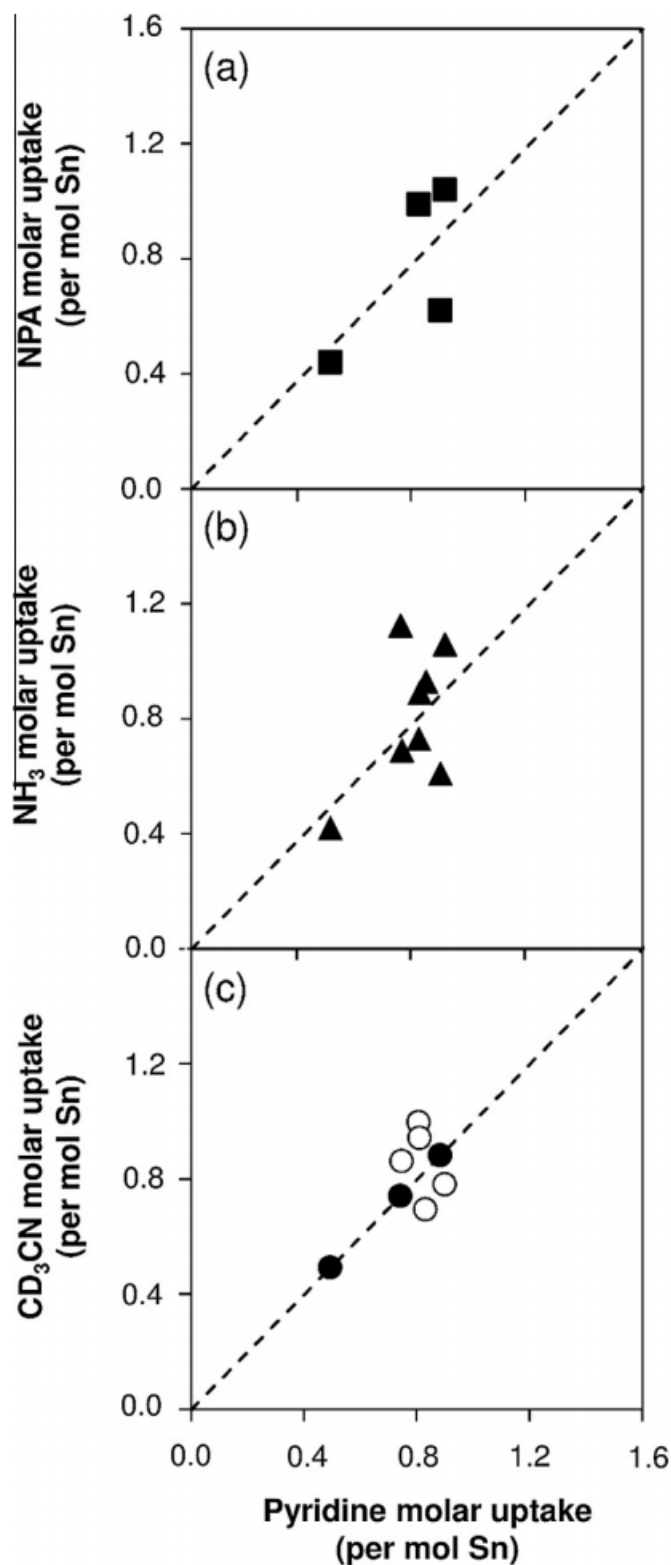 1.6
(a)
1.2
NPA molar uptake
(per mol Sn)
0.8
0.4
0.0
(b)
1.2
NH₃ molar uptake
(per mol Sn)
0.8
0.4
0.0
(c)
1.2
CD₃CN molar uptake
(per mol Sn)
0.8
0.4
0.0
0.0 0.4 0.8 1.2 1.6
Pyridine molar uptake
(per mol Sn)